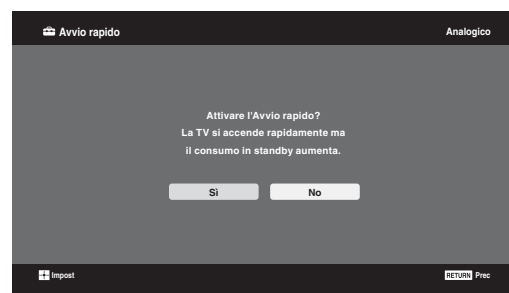 Avvio rapido
Analogico
Attivare l'Avvio rapido?
La TV si accende rapidamente ma
il consumo in standby aumenta.
Sì No
Impost
RETURN Prec